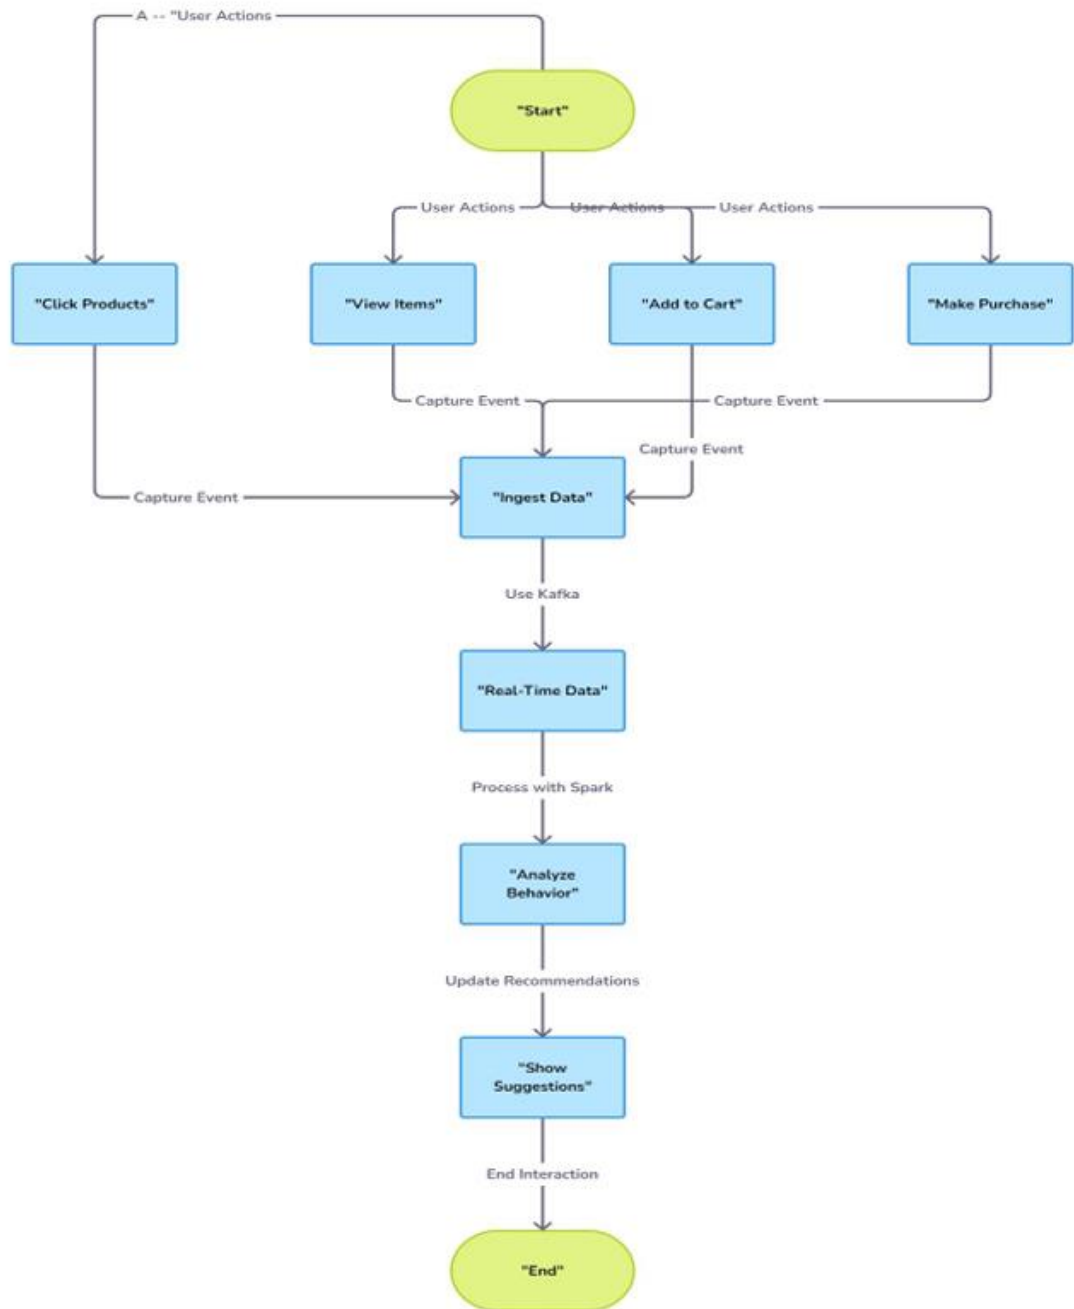 A -- "User Actions
"Start"
User Actions
User Actions
User Actions
"Click Products"
"View Items"
"Add to Cart"
"Make Purchase"
Capture Event
Capture Event
Capture Event
Capture Event
"Ingest Data"
Use Kafka
"Real-Time Data"
Process with Spark
"Analyze
Behavior"
Update Recommendations
"Show
Suggestions"
End Interaction
"End"